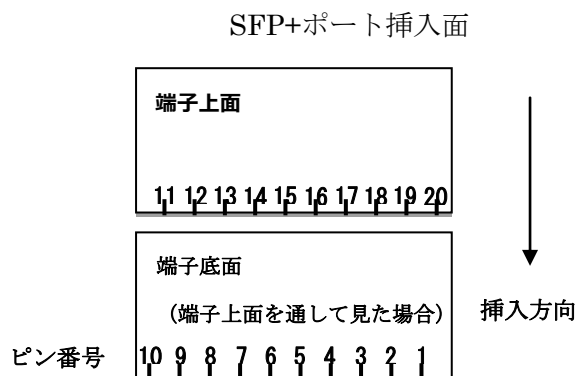 SFP+ポート挿入面
端子上面
11 12 13 14 15 16 17 18 19 20
端子底面
(端子上面を通して見た場合)
挿入方向
ピン番号
10 9 8 7 6 5 4 3 2 1